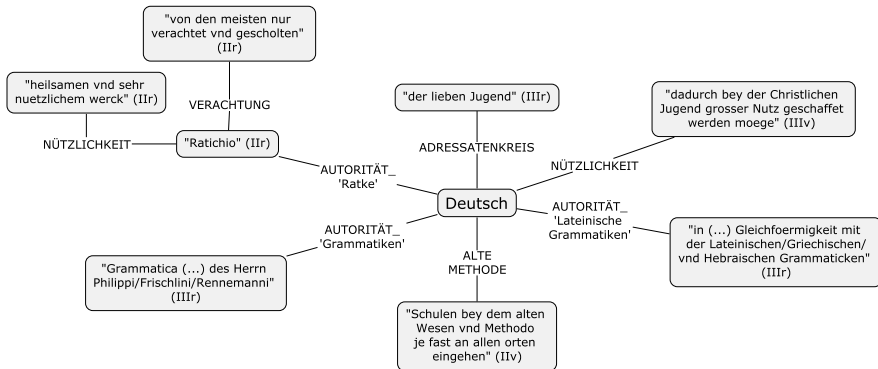 "von den meisten nur
verachtet vnd gescholten"
(IIr)
"heilsamen vnd sehr
nuetzlichem werck" (IIr)
VERACHTUNG
NÜTZLICHKEIT
"Ratichio" (IIr)
"der lieben Jugend" (IIIr)
"dadurch bey der Christlichen
Jugend grosser Nutz geschaffet
werden moege" (IIIv)
ADRESSATENKREIS
NÜTZLICHKEIT
AUTORITÄT_
'Ratke'
Deutsch
AUTORITÄT_
'Lateinische
Grammatiken'
AUTORITÄT_
'Grammatiken'
"in (...) Gleichfoermigkeit mit
der Lateinischen/Griechischen/
vnd Hebraischen Grammaticken"
(IIIr)
ALTE
METHODE
"Grammatica (...) des Herrn
Philippi/Frischlini/Rennemanni"
(IIIr)
"Schulen bey dem alten
Wesen vnd Methodo
je fast an allen orten
eingehen" (IIv)